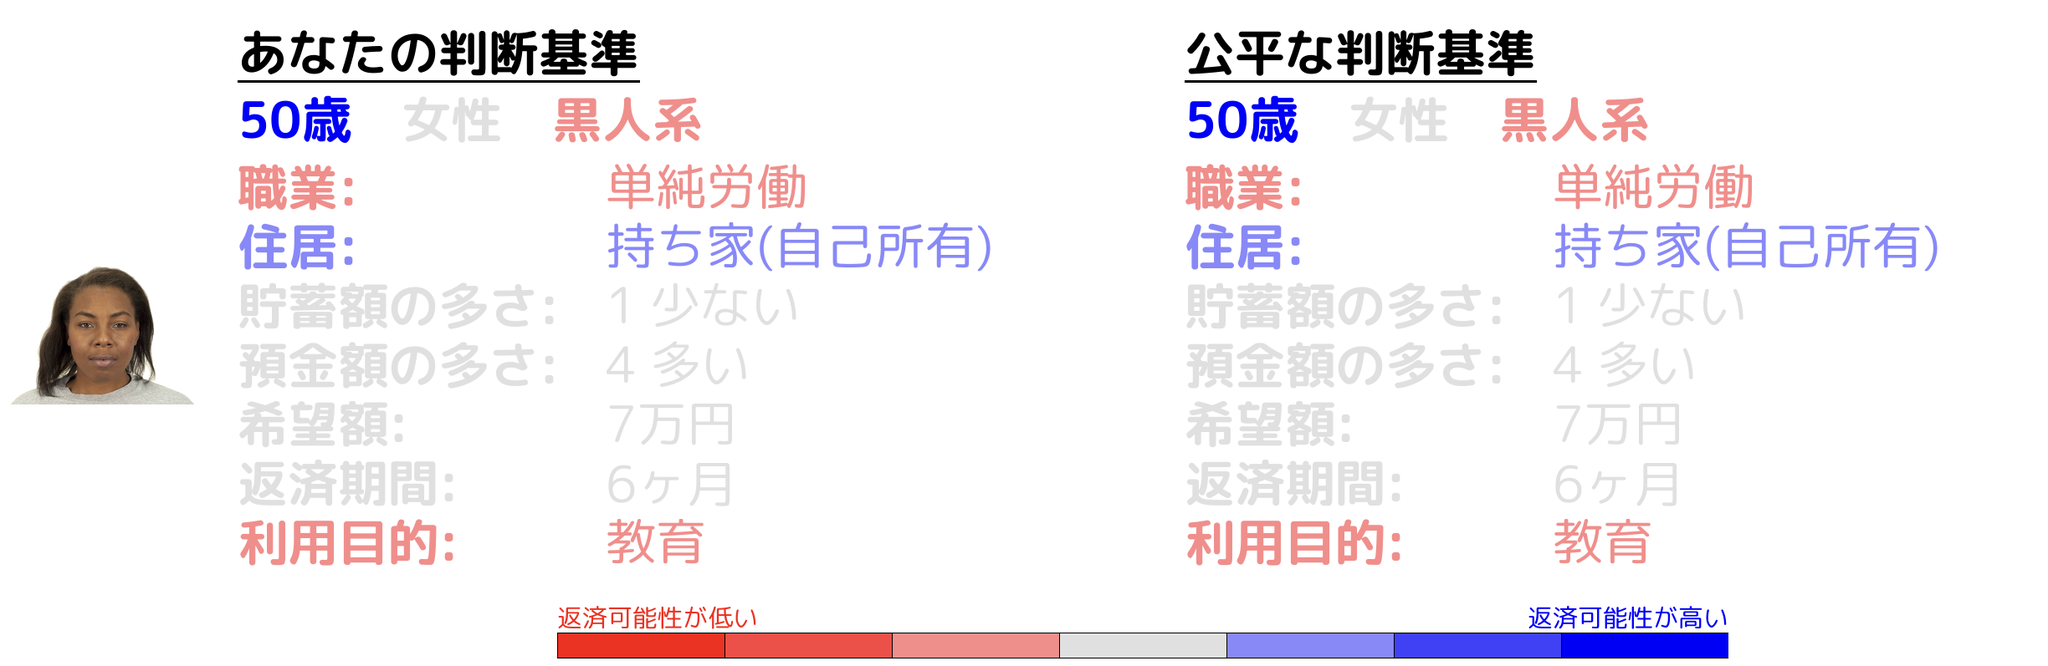 あなたの判断基準
50歳 女性 黒人系
職業: 単純労働
住居: 持ち家(自己所有)
貯蓄額の多さ: 1 少ない
預金額の多さ: 4 多い
希望額: 7万円
返済期間: 6ヶ月
利用目的: 教育
公平な判断基準
50歳 女性 黒人系
職業: 単純労働
住居: 持ち家(自己所有)
貯蓄額の多さ: 1 少ない
預金額の多さ: 4 多い
希望額: 7万円
返済期間: 6ヶ月
利用目的: 教育
返済可能性が低い
返済可能性が高い